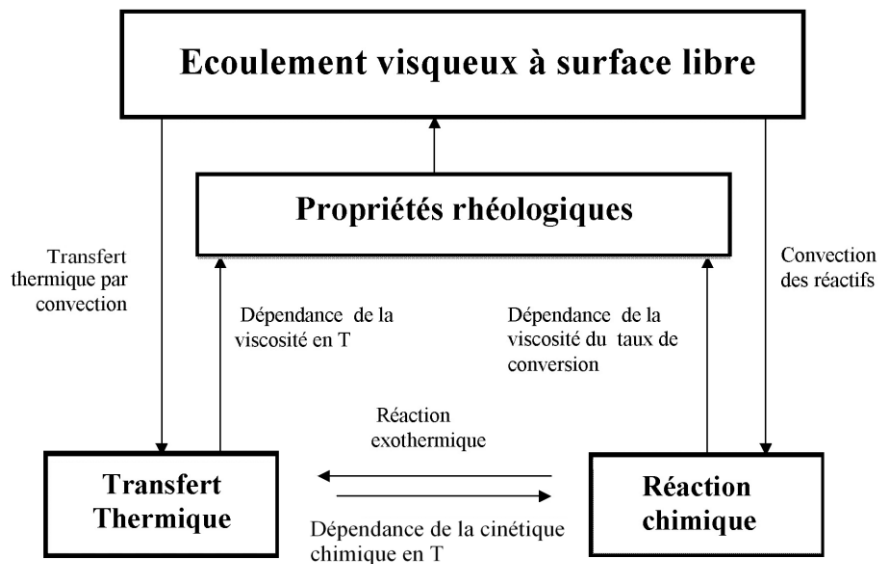 Ecoulement visqueux à surface libre
Propriétés rhéologiques
Transfert
thermique par
convection
Convection
des réactifs
Dépendance de la
viscosité en T
Dépendance de la
viscosité du taux de
conversion
Réaction
exothermique
Transfert
Thermique
Réaction
chimique
Dépendance de la cinétique
chimique en T